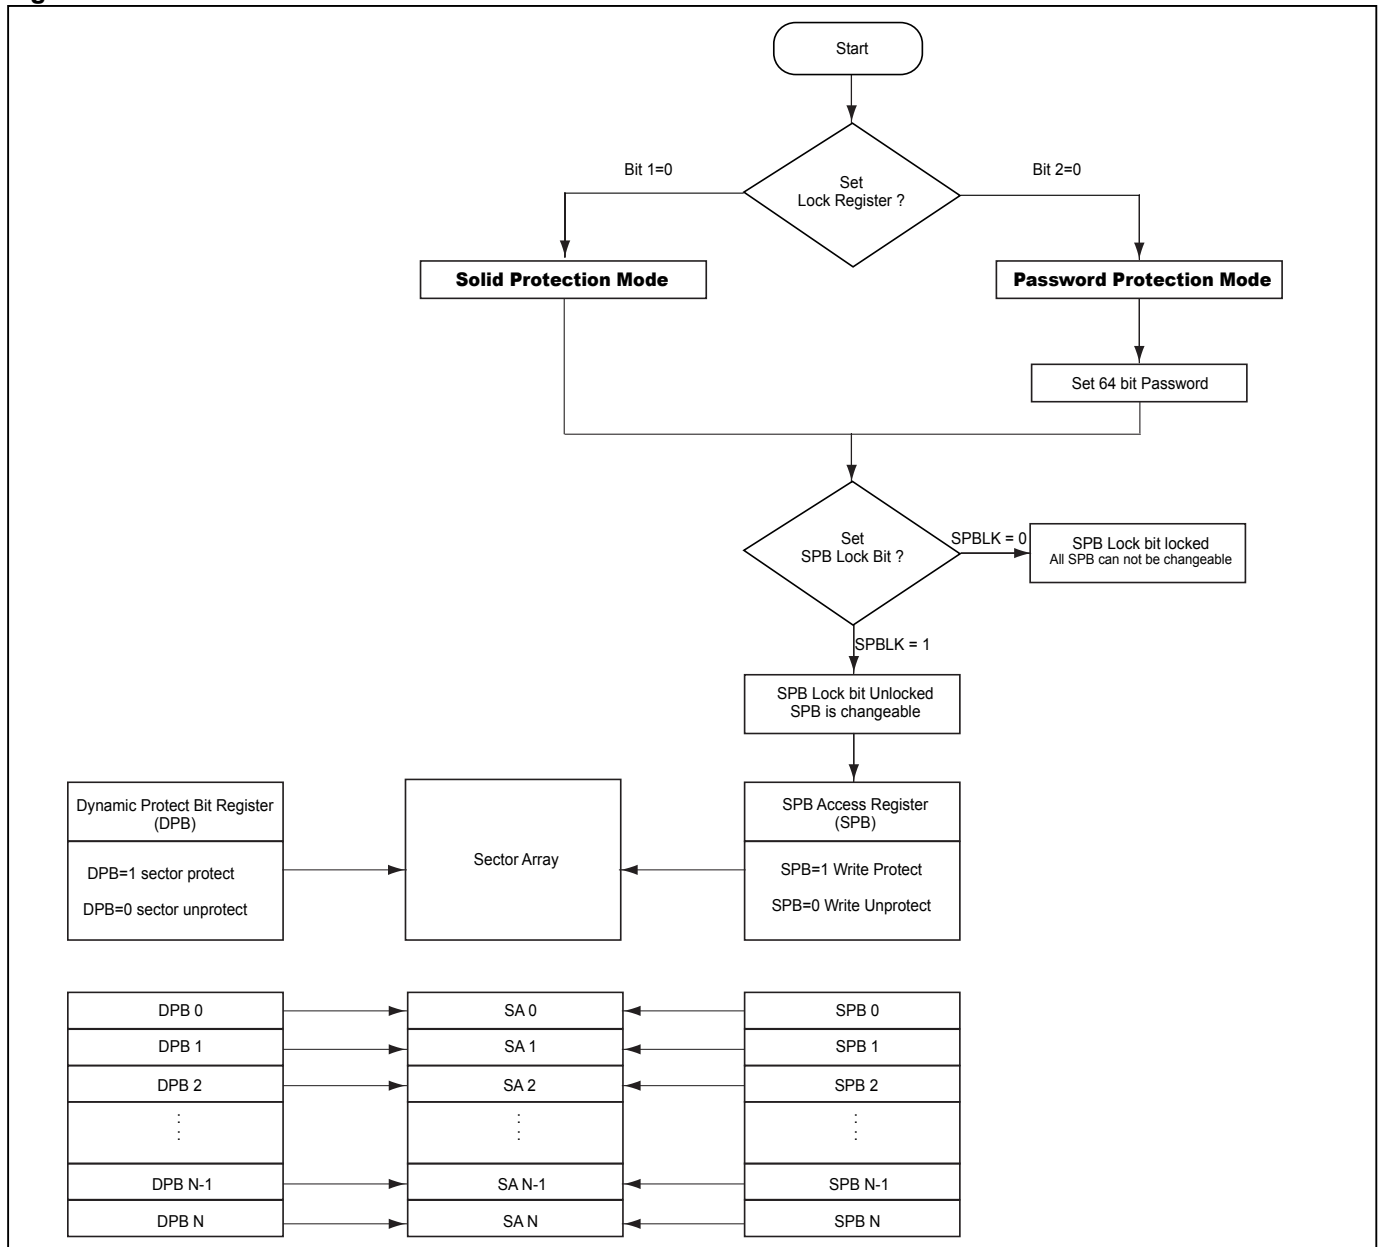 Start
Bit 1=0
Bit 2=0
Set
Lock Register ?
Solid Protection Mode
Password Protection Mode
Set 64 bit Password
Set
SPB Lock Bit ?
SPBLK = 0
SPB Lock bit locked
All SPB can not be changeable
SPBLK = 1
SPB Lock bit Unlocked
SPB is changeable
Dynamic Protect Bit Register
(DPB)
DPB=1 sector protect
DPB=0 sector unprotect
Sector Array
SPB Access Register
(SPB)
SPB=1 Write Protect
SPB=0 Write Unprotect
DPB 0
SA 0
SPB 0
DPB 1
SA 1
SPB 1
DPB 2
SA 2
SPB 2
DPB N-1
SA N-1
SPB N-1
DPB N
SA N
SPB N